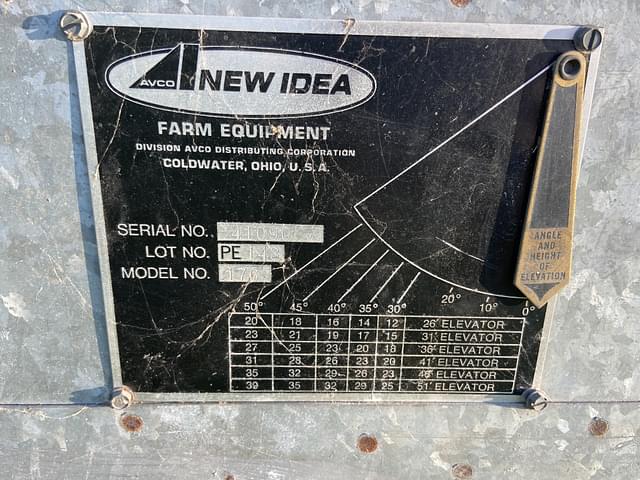 AVCO NEW IDEA
FARM EQUIPMENT
DIVISION AVCO DISTRIBUTING CORPORATION
COLDWATER, OHIO, U.S.A.
SERIAL NO.
LOT NO. PE
MODEL NO.
ANGLE
AND
HEIGHT
OF
ELEVATION
50° 45° 40° 35° 30° 20° 10° 0°
20 18 16 14 12 26' ELEVATOR
23 21 19 17 15 31' ELEVATOR
27 25 23 20 18 36' ELEVATOR
31 28 26 23 20 41' ELEVATOR
35 32 29 26 23 46' ELEVATOR
39 35 32 29 25 51' ELEVATOR